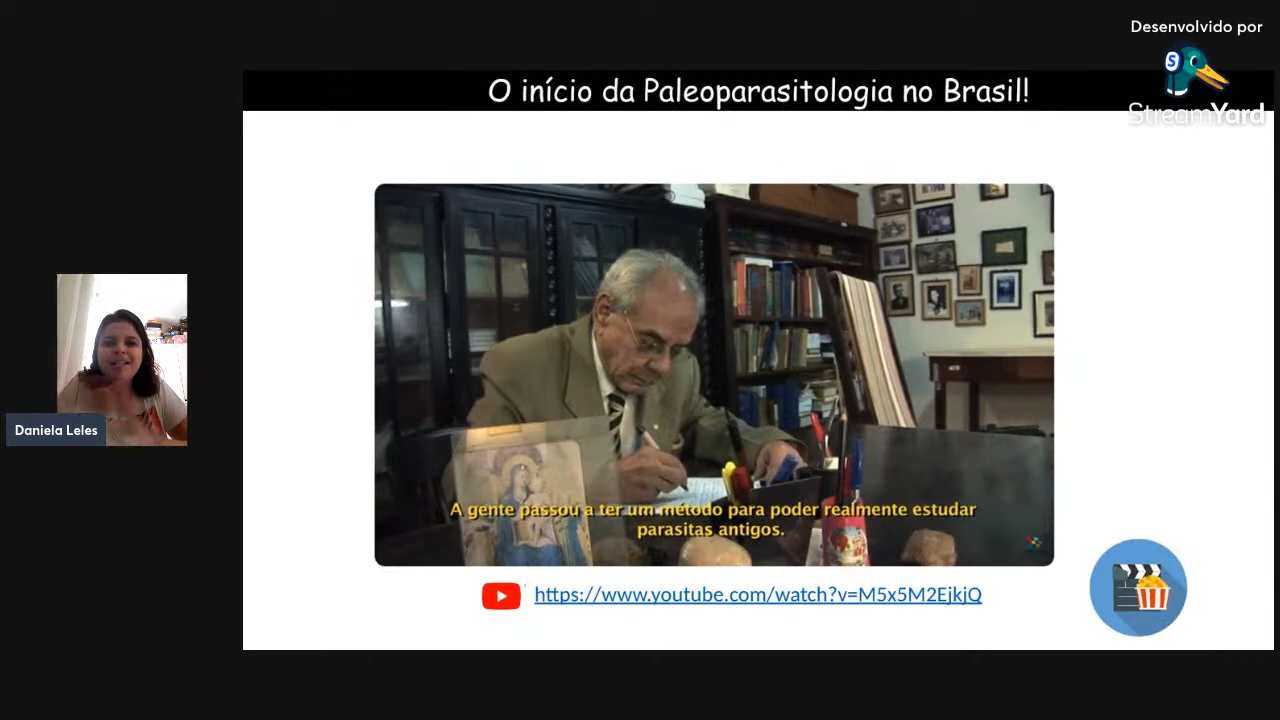 Desenvolvido por
S
StreamYard
O início da Paleoparasitologia no Brasil!
Daniela Leles
A gente passou a ter um método para poder realmente estudar
parasitas antigos.
https://www.youtube.com/watch?v=M5x5M2EjkjQ